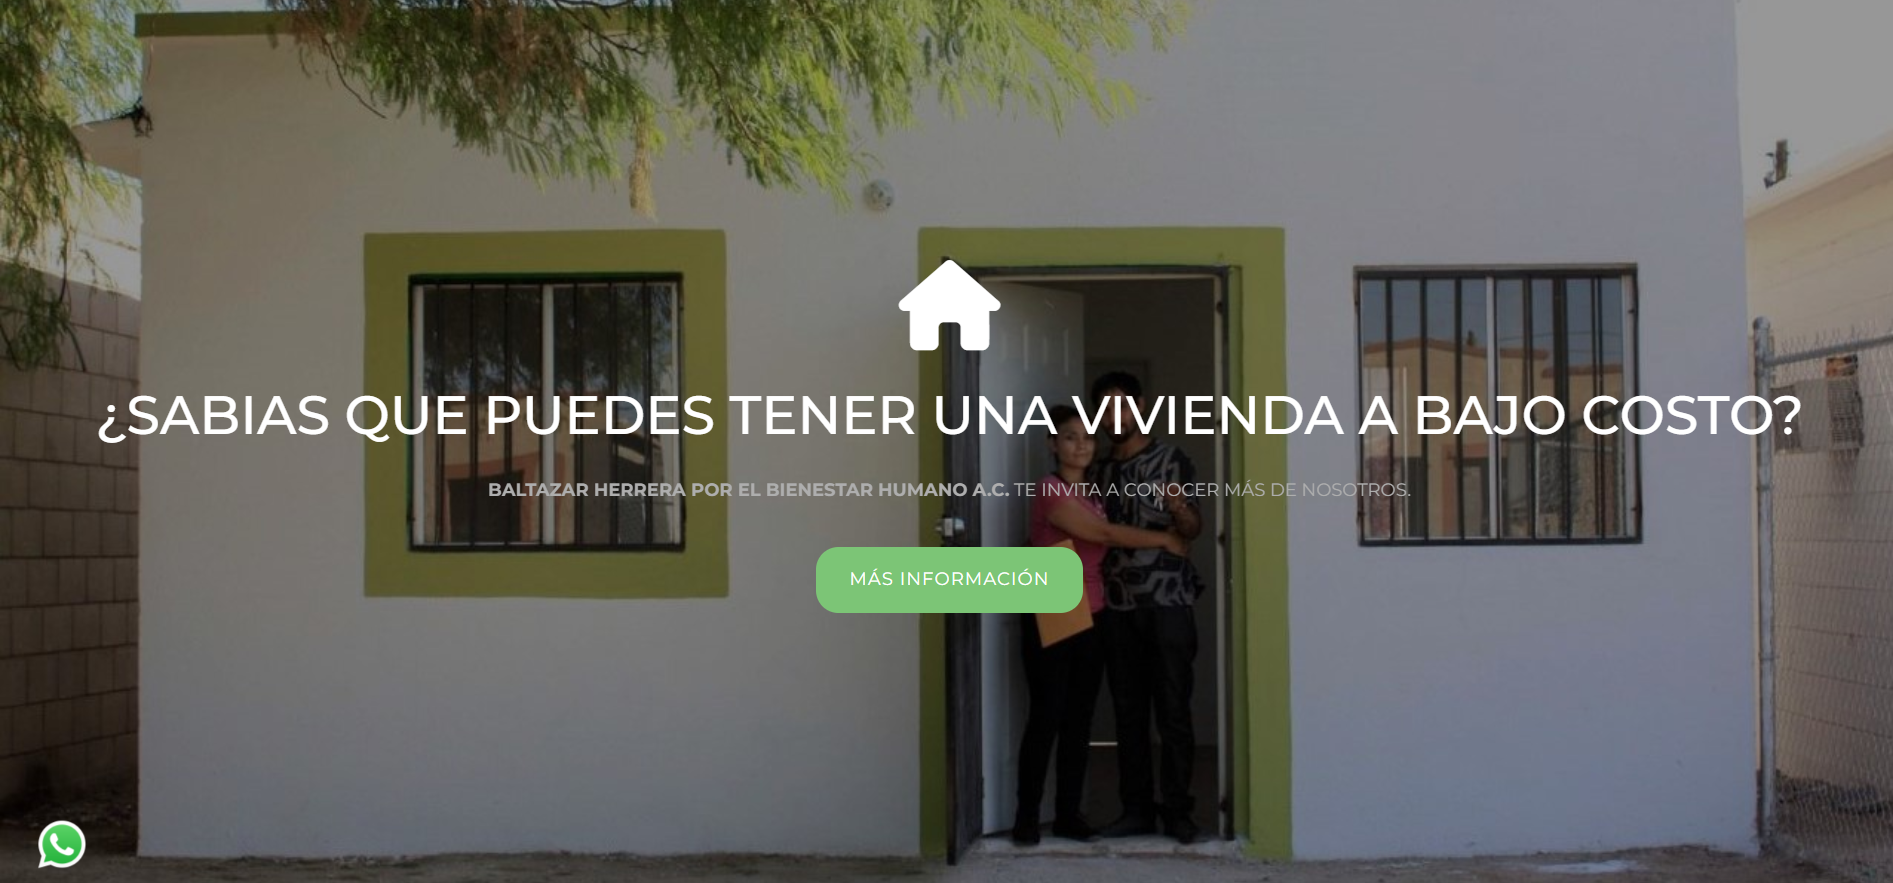 ¿SABIAS QUE PUEDES TENER UNA VIVIENDA A BAJO COSTO?
BALTAZAR HERRERA POR EL BIENESTAR HUMANO A.C. TE INVITA A CONOCER MÁS DE NOSOTROS.
MÁS INFORMACIÓN